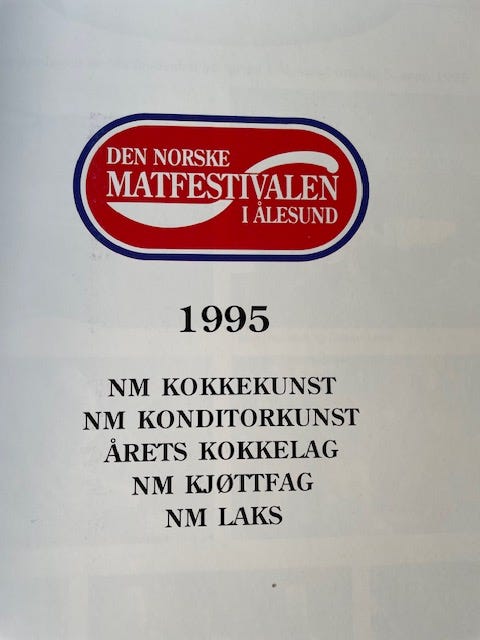 DEN NORSKE
MATFESTIVALEN
I ÅLESUND
1995
NM KOKKEKUNST
NM KONDITORKUNST
ÅRETS KOKKELAG
NM KJØTTFAG
NM LAKS